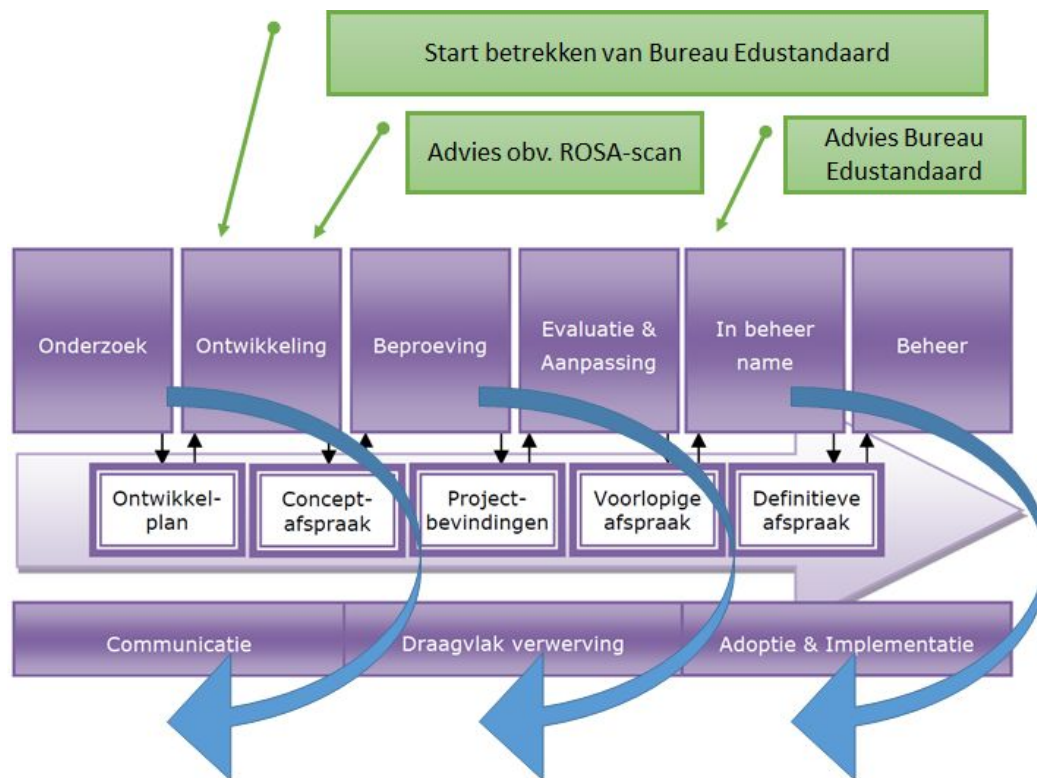 Start betrekken van Bureau Edustandaard
Advies obv. ROSA-scan
Advies Bureau
Edustandaard
Onderzoek
Ontwikkeling
Beproeving
Evaluatie &
Aanpassing
In beheer
name
Beheer
Ontwikkel-
plan
Concept-
afspraak
Project-
bevindingen
Voorlopige
afspraak
Definitieve
afspraak
Communicatie
Draagvlak verwerving
Adoptie & Implementatie